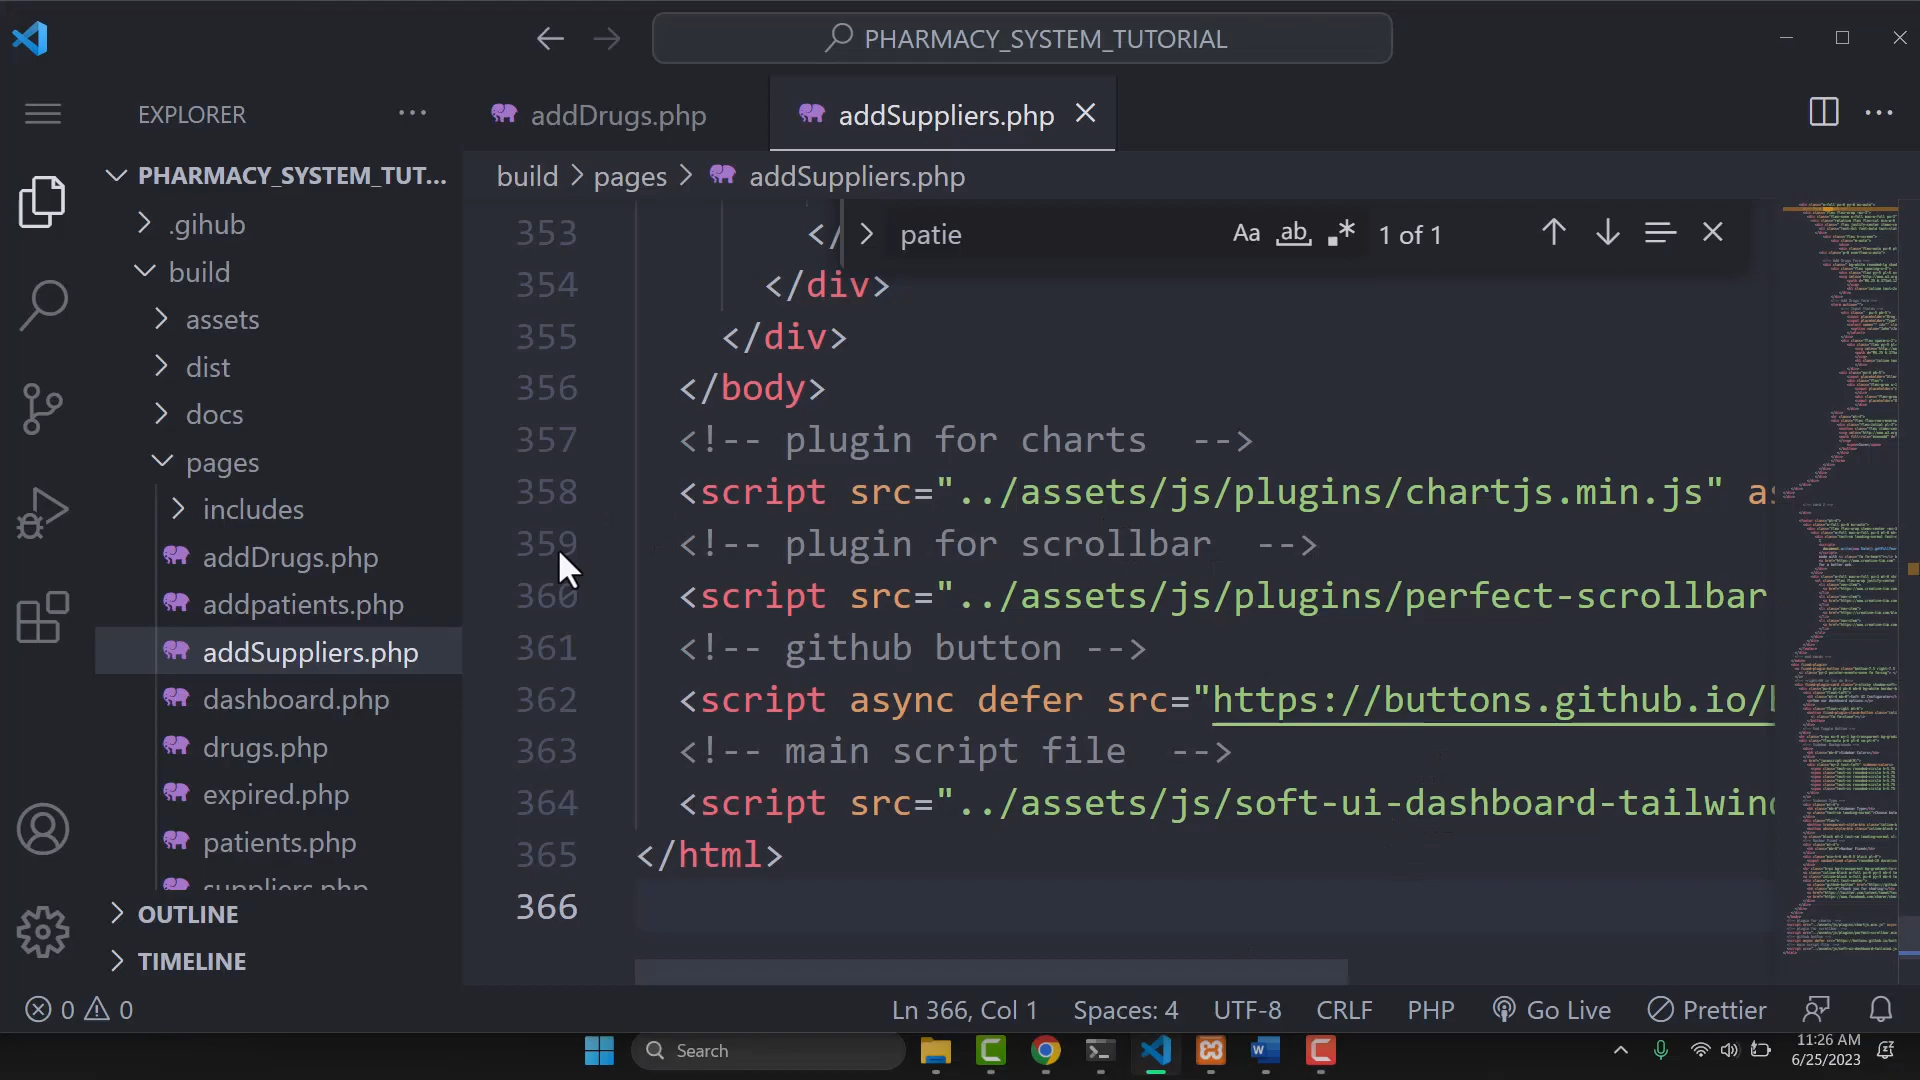 PHARMACY_SYSTEM_TUTORIAL
EXPLORER
PHARMACY_SYSTEM_TUT...
.gihub
build
assets
dist
docs
pages
includes
addDrugs.php
addpatients.php
addSuppliers.php
dashboard.php
drugs.php
expired.php
patients.php
suppliers.php
OUTLINE
TIMELINE
addDrugs.php
addSuppliers.php
build > pages > addSuppliers.php
patie
Aa ab .* 1 of 1
353 </
354 </div>
355 </div>
356 </body>
357 <!-- plugin for charts  -->
358 <script src="../assets/js/plugins/chartjs.min.js" as
359 <!-- plugin for scrollbar  -->
360 <script src="../assets/js/plugins/perfect-scrollbar
361 <!-- github button -->
362 <script async defer src="https://buttons.github.io/b
363 <!-- main script file  -->
364 <script src="../assets/js/soft-ui-dashboard-tailwind
365 </html>
366
0 0
Ln 366, Col 1
Spaces: 4
UTF-8
CRLF
PHP
Go Live
Prettier
Search
11:26 AM
6/25/2023